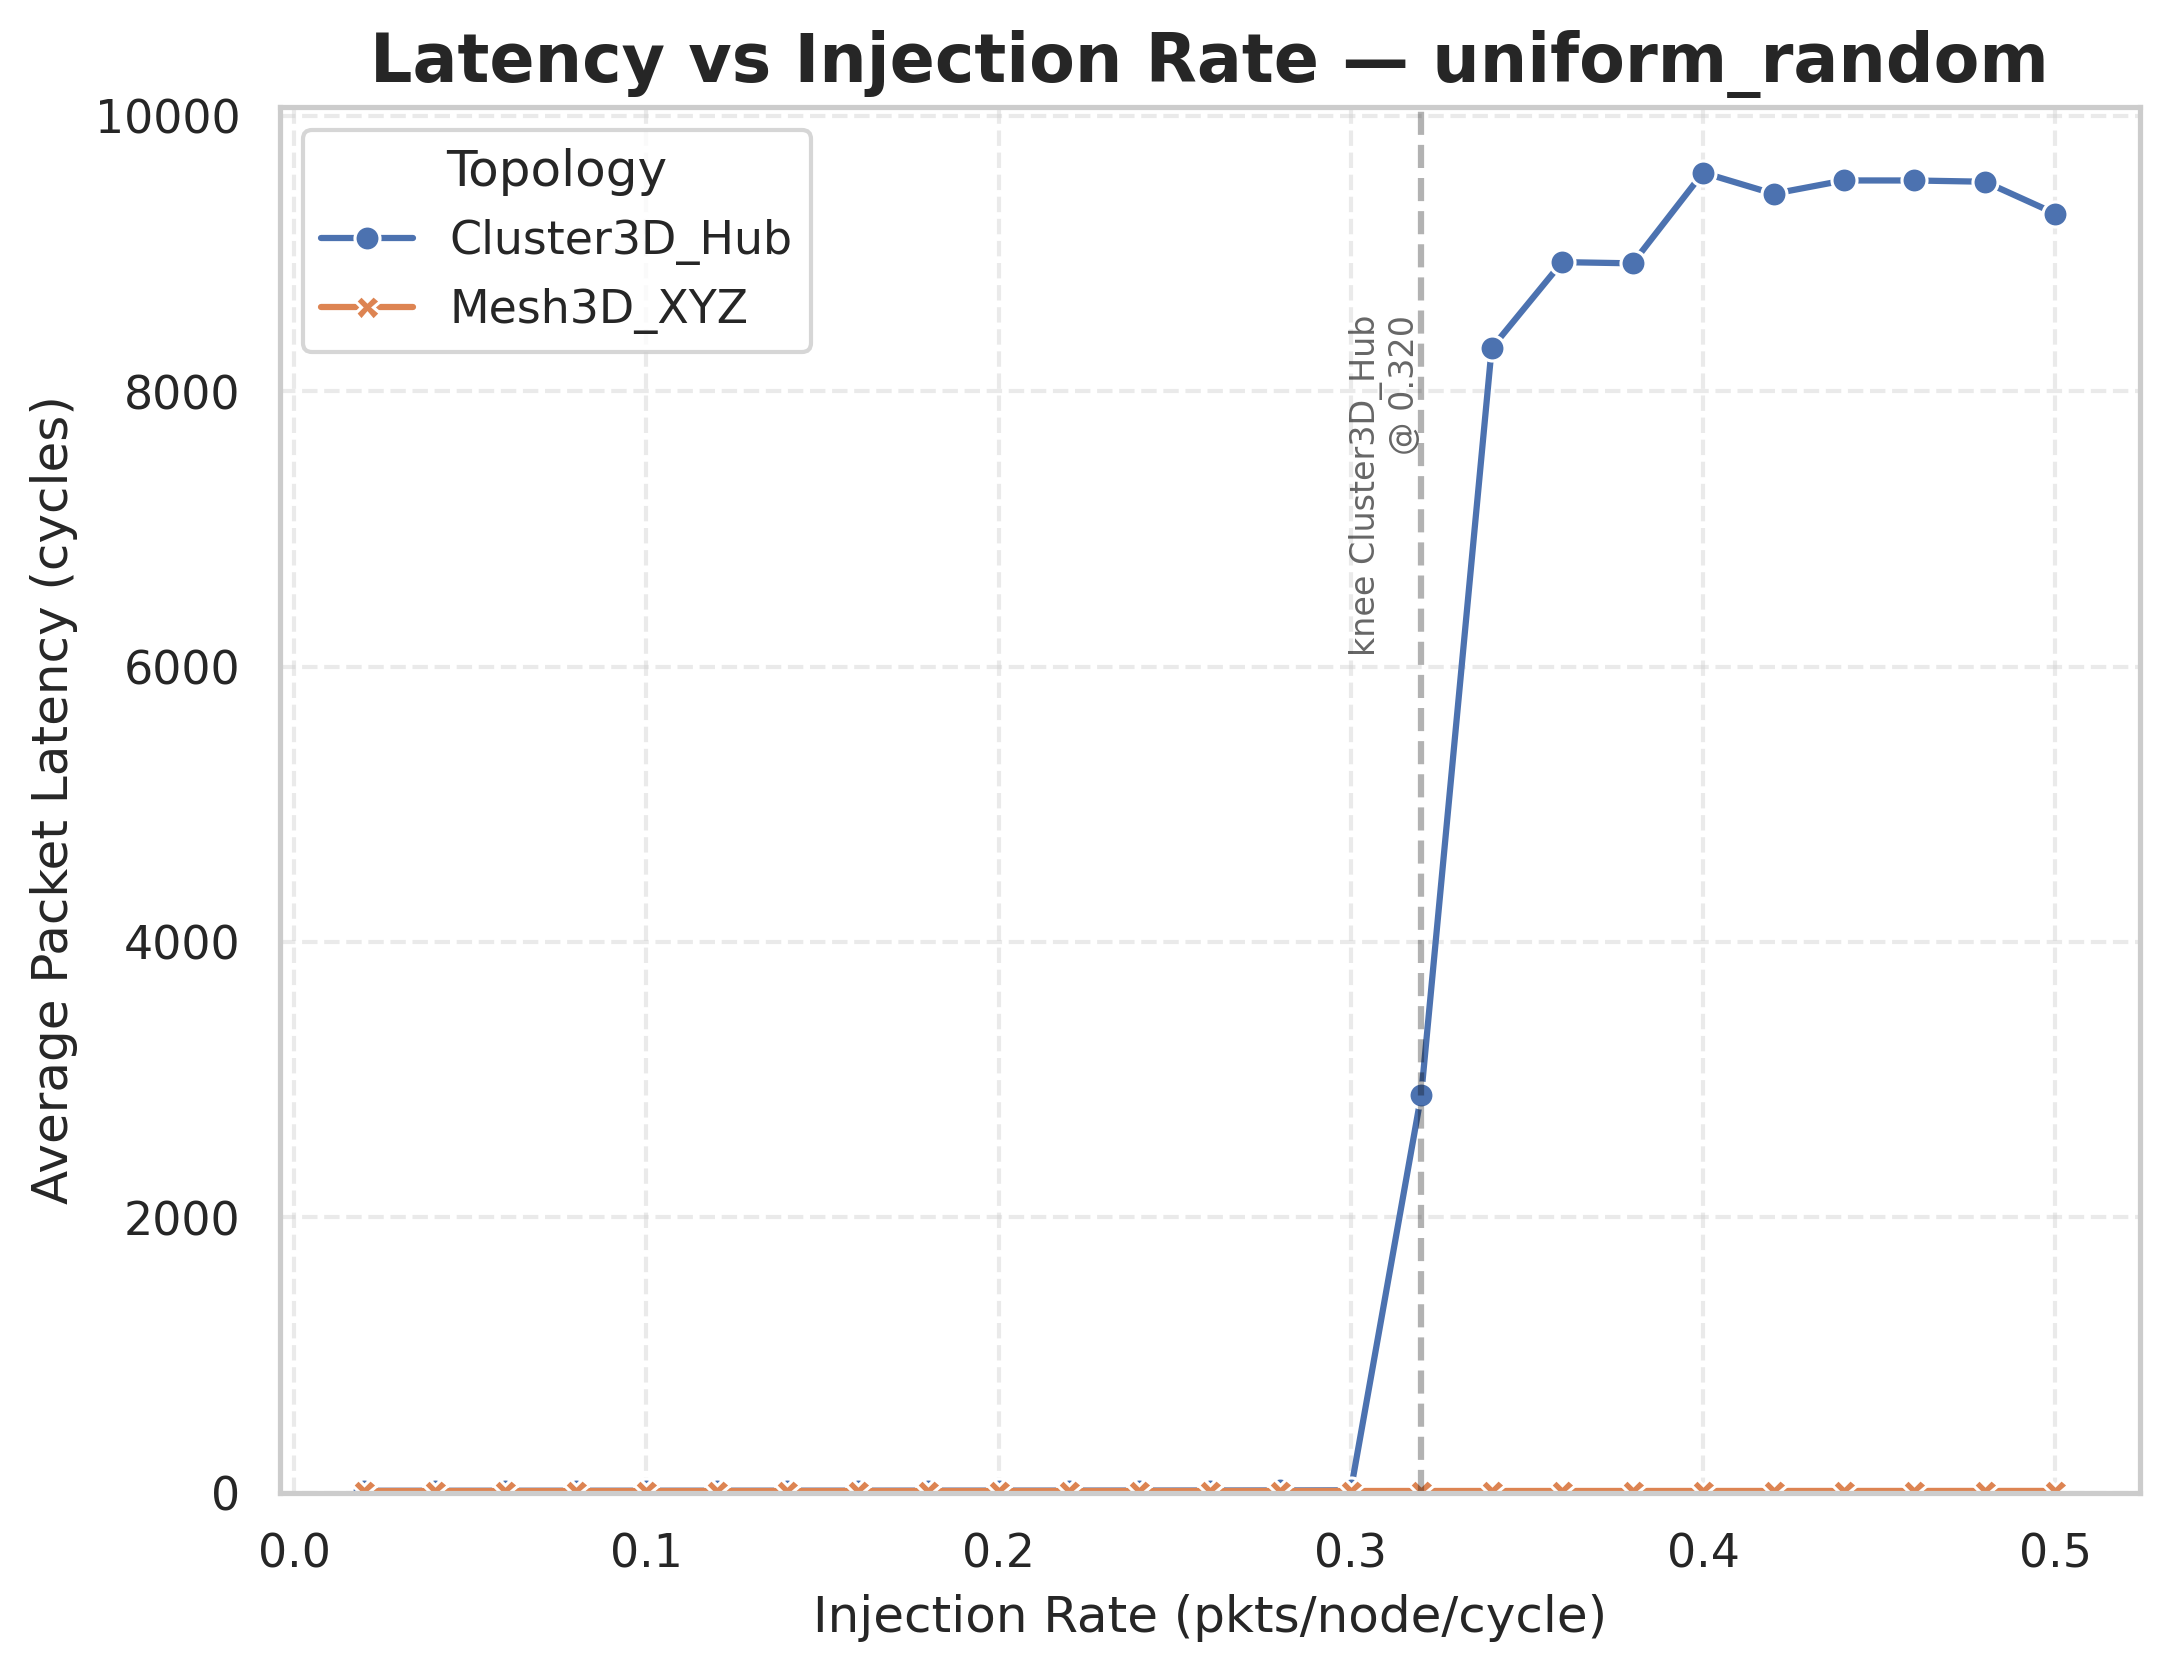 Latency vs Injection Rate — uniform_random
10000
8000
6000
4000
2000
0
Average Packet Latency (cycles)
Topology
Cluster3D_Hub
Mesh3D_XYZ
knee Cluster3D_Hub
@ 0.320
0.0
0.1
0.2
0.3
0.4
0.5
Injection Rate (pkts/node/cycle)